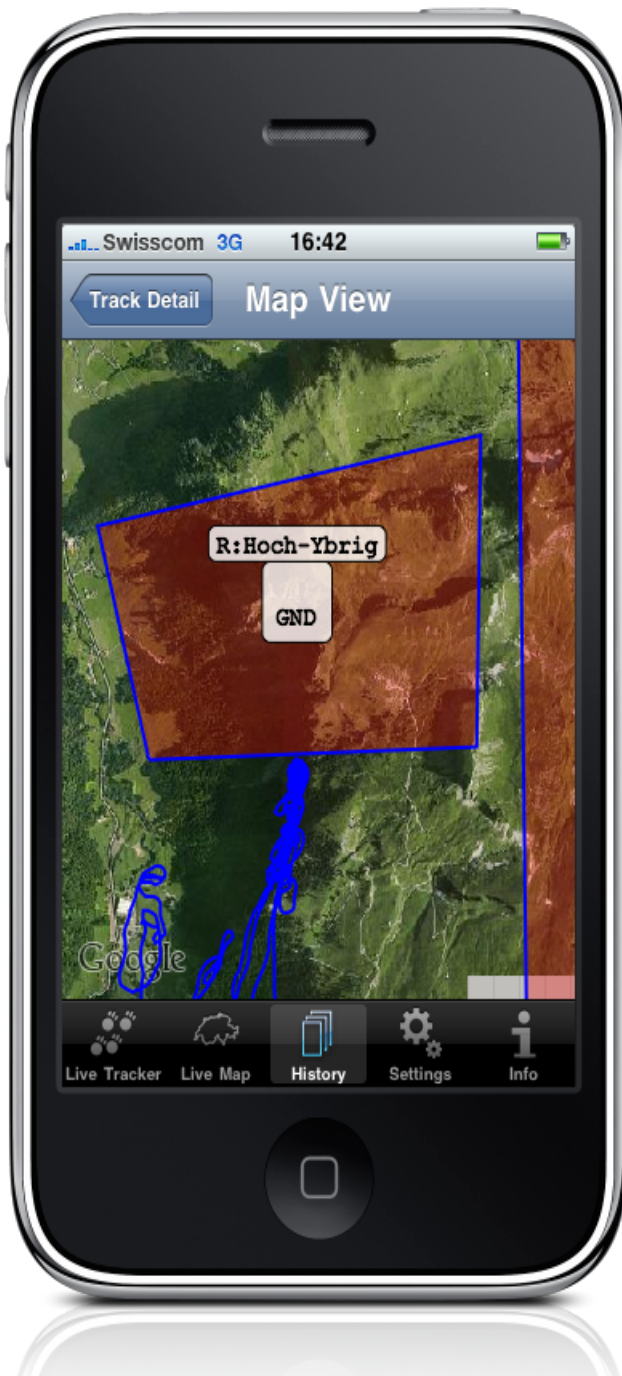 Swisscom 3G 16:42
Track Detail Map View
R:Hoch-Ybrig
GND
Google
Live Tracker Live Map History Settings Info